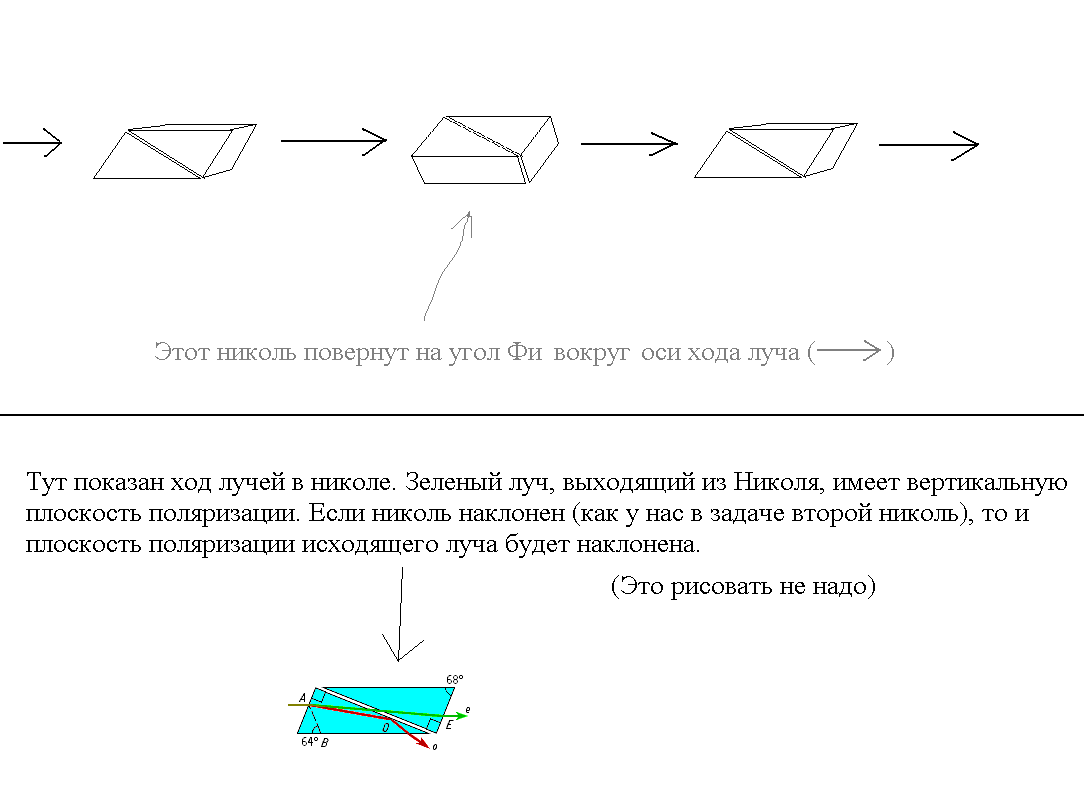 Этот николь повернут на угол Фи вокруг оси хода луча ( )
Тут показан ход лучей в николе. Зеленый луч, выходящий из Николя, имеет вертикальную
плоскость поляризации. Если николь наклонен (как у нас в задаче второй николь), то и
плоскость поляризации исходящего луча будет наклонена.
(Это рисовать не надо)
68°
A
e
O
E
64° B
o